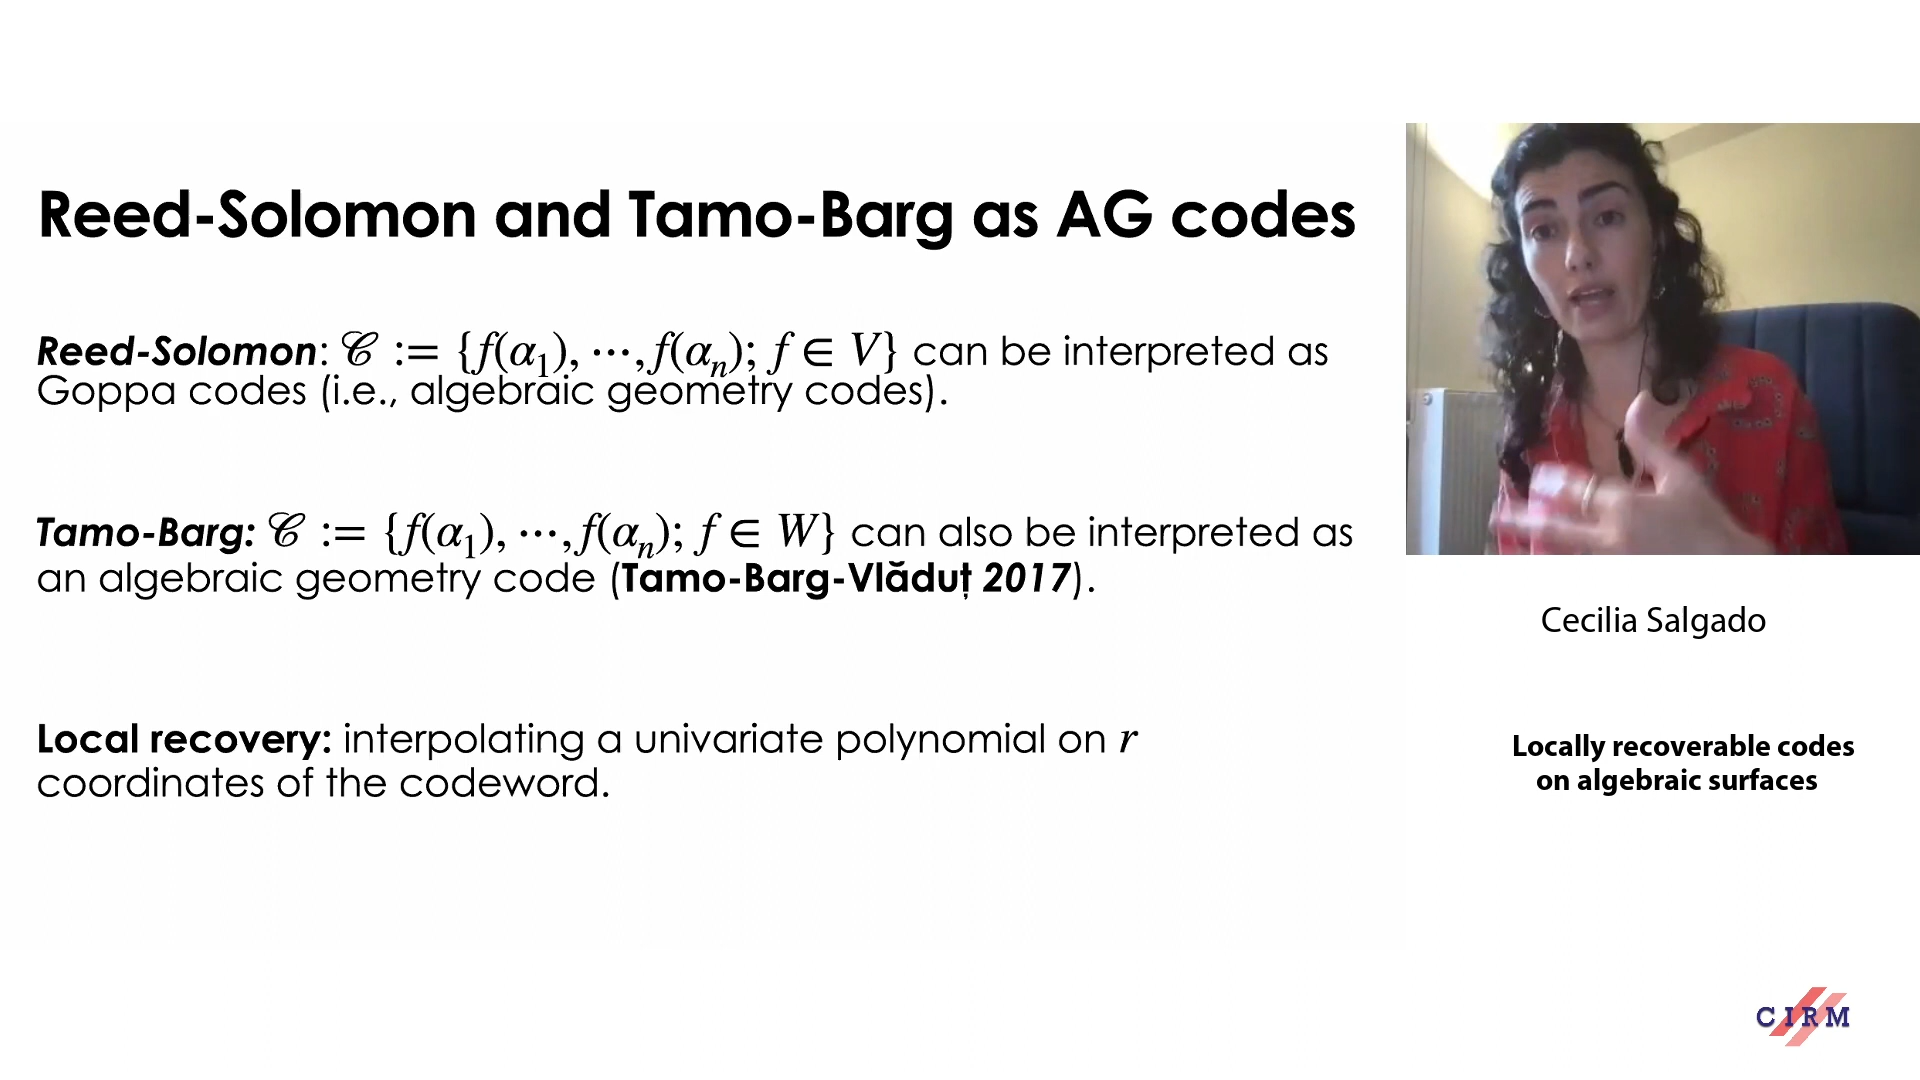 Reed-Solomon and Tamo-Barg as AG codes
Reed-Solomon: 𝒞 := {f(α₁), ⋯, f(αₙ); f ∈ V} can be interpreted as
Goppa codes (i.e., algebraic geometry codes).
Tamo-Barg: 𝒞 := {f(α₁), ⋯, f(αₙ); f ∈ W} can also be interpreted as
an algebraic geometry code (Tamo-Barg-Vlăduț 2017).
Local recovery: interpolating a univariate polynomial on r
coordinates of the codeword.
Cecilia Salgado
Locally recoverable codes
on algebraic surfaces
CIRM